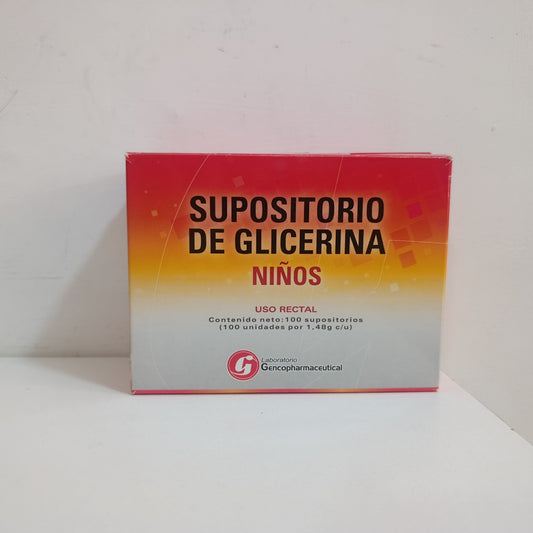 SUPOSITORIO
DE GLICERINA
NIÑOS
USO RECTAL
Contenido neto: 100 supositorios
(100 unidades por 1,48g c/u)
Laboratorio
Gencopharmaceutical